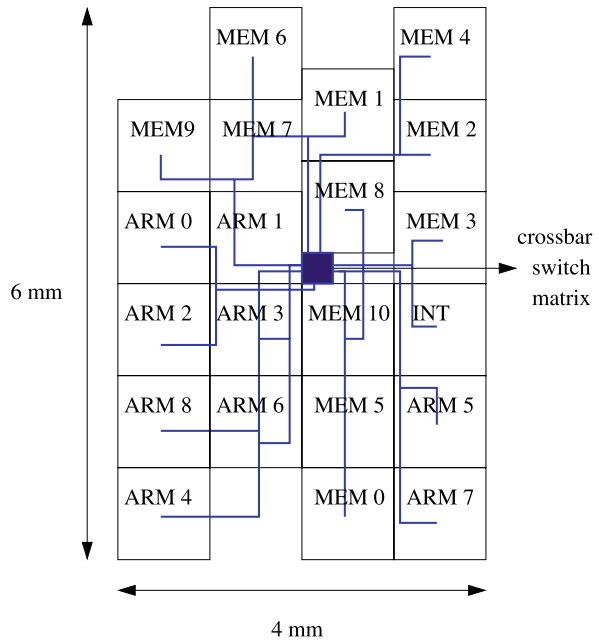 MEM 6
MEM 4
MEM 1
MEM9
MEM 7
MEM 2
MEM 8
ARM 0
ARM 1
MEM 3
crossbar
switch
matrix
6 mm
ARM 2
ARM 3
MEM 10
INT
ARM 8
ARM 6
MEM 5
ARM 5
ARM 4
MEM 0
ARM 7
4 mm